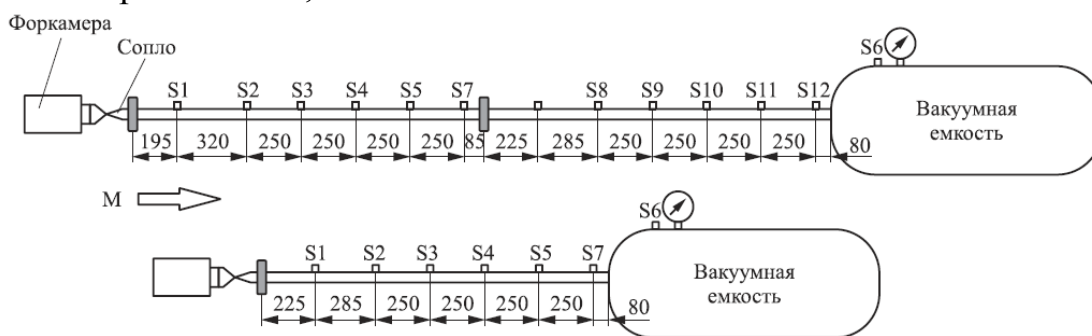 Форкамера
Сопло
S1 S2 S3 S4 S5 S7 S8 S9 S10 S11 S12 S6
Вакуумная
емкость
195 320 250 250 250 250 85 225 285 250 250 250 250 80
M
S1 S2 S3 S4 S5 S7 S6
Вакуумная
емкость
225 285 250 250 250 250 80